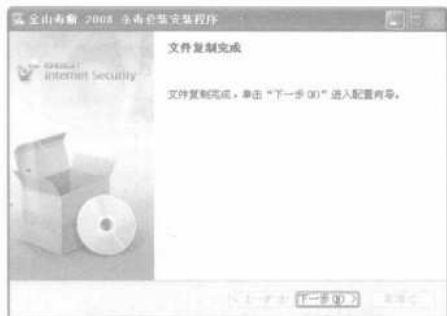 金山毒霸 2008 杀毒套装安装程序
KINGSOFT
Internet Security
文件复制完成
文件复制完成，单击“下一步(N)”进入配置向导。
下一步(N) >